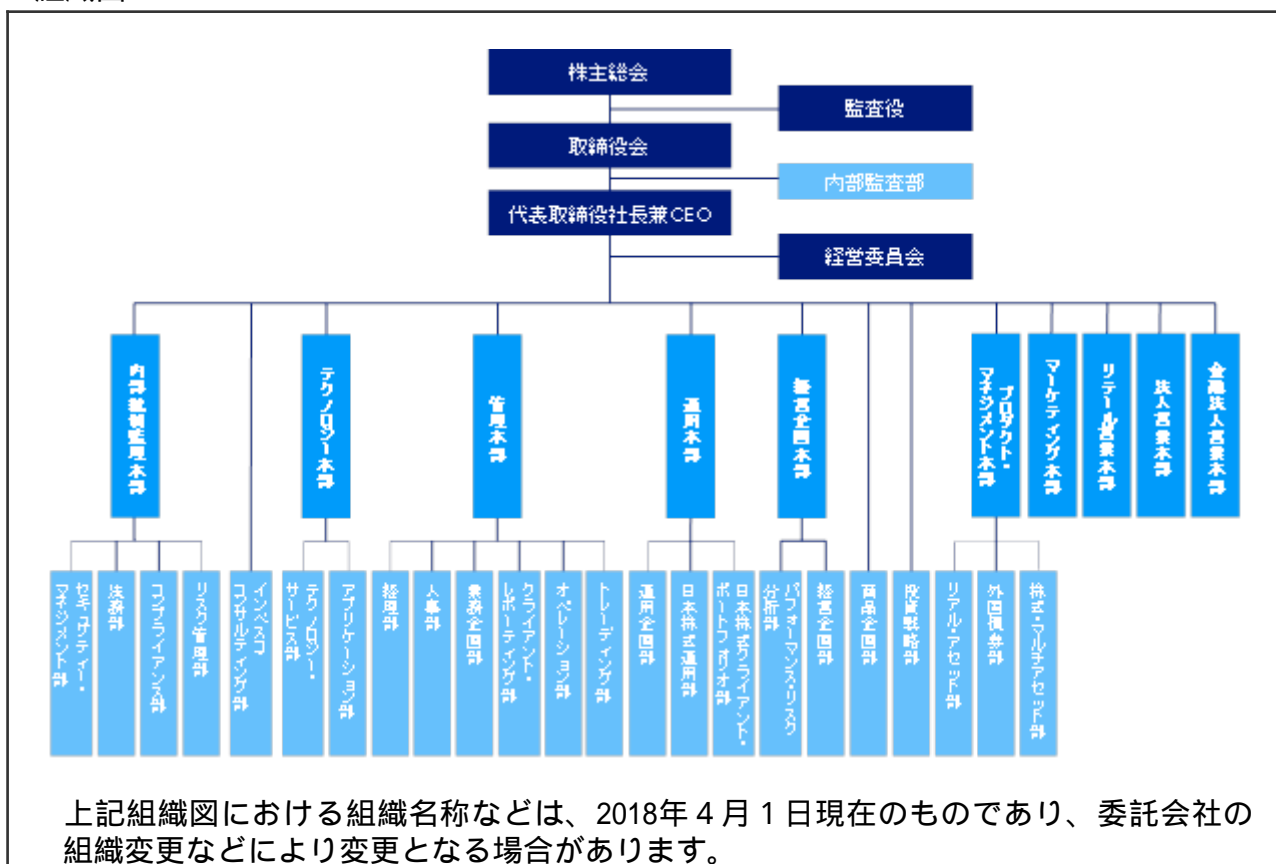 株主総会
監査役
取締役会
内部監査部
代表取締役社長兼CEO
経営委員会
内部統制監理本部
テクノロジー本部
管理本部
運用本部
経営企画本部
プロダクト・
マネジメント本部
マーケティング本部
リテール営業本部
法人営業本部
金融法人営業本部
セキュリティー・
マネジメント部
法務部
コンプライアンス部
リスク管理部
インベスコ
コンサルティング部
テクノロジー・
サービス部
アプリケーション部
経理部
人事部
業務企画部
クライアント・
レポーティング部
オペレーション部
トレーディング部
運用企画部
日本株式運用部
日本株式クライアント・
ポートフォリオ部
パフォーマンス・リスク
分析部
経営企画部
商品企画部
投資戦略部
リアル・アセット部
外国債券部
株式・マルチアセット部
上記組織図における組織名称などは、2018年4月1日現在のものであり、委託会社の
組織変更などにより変更となる場合があります。